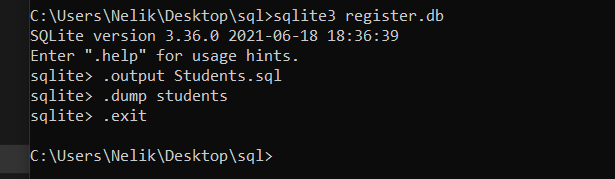 C:\Users\Nelik\Desktop\sql>sqlite3 register.db
SQLite version 3.36.0 2021-06-18 18:36:39
Enter ".help" for usage hints.
sqlite> .output Students.sql
sqlite> .dump students
sqlite> .exit
C:\Users\Nelik\Desktop\sql>